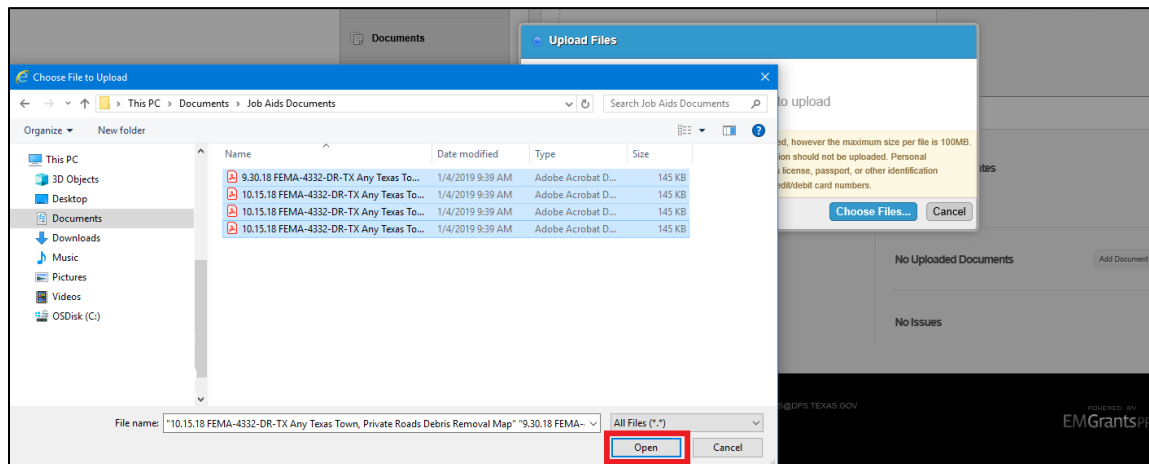 Documents
Upload Files
Choose File to Upload
This PC > Documents > Job Aids Documents
Search Job Aids Documents
to upload
Organize
New folder
ed, however the maximum size per file is 100MB.
ion should not be uploaded. Personal
license, passport, or other identification
edit/debit card numbers.
Choose Files...
Cancel
This PC
3D Objects
Desktop
Documents
Downloads
Music
Pictures
Videos
OSDisk (C:)
Name
Date modified
Type
Size
9.30.18 FEMA-4332-DR-TX Any Texas To... 1/4/2019 9:39 AM Adobe Acrobat D... 145 KB
10.15.18 FEMA-4332-DR-TX Any Texas To... 1/4/2019 9:39 AM Adobe Acrobat D... 145 KB
10.15.18 FEMA-4332-DR-TX Any Texas To... 1/4/2019 9:39 AM Adobe Acrobat D... 145 KB
10.15.18 FEMA-4332-DR-TX Any Texas To... 1/4/2019 9:39 AM Adobe Acrobat D... 145 KB
No Uploaded Documents
Add Document
No Issues
@DPS.TEXAS.GOV
POWERED BY
EMGrantsPR
File name: "10.15.18 FEMA-4332-DR-TX Any Texas Town, Private Roads Debris Removal Map" "9.30.18 FEMA-
All Files (*.*)
Open
Cancel